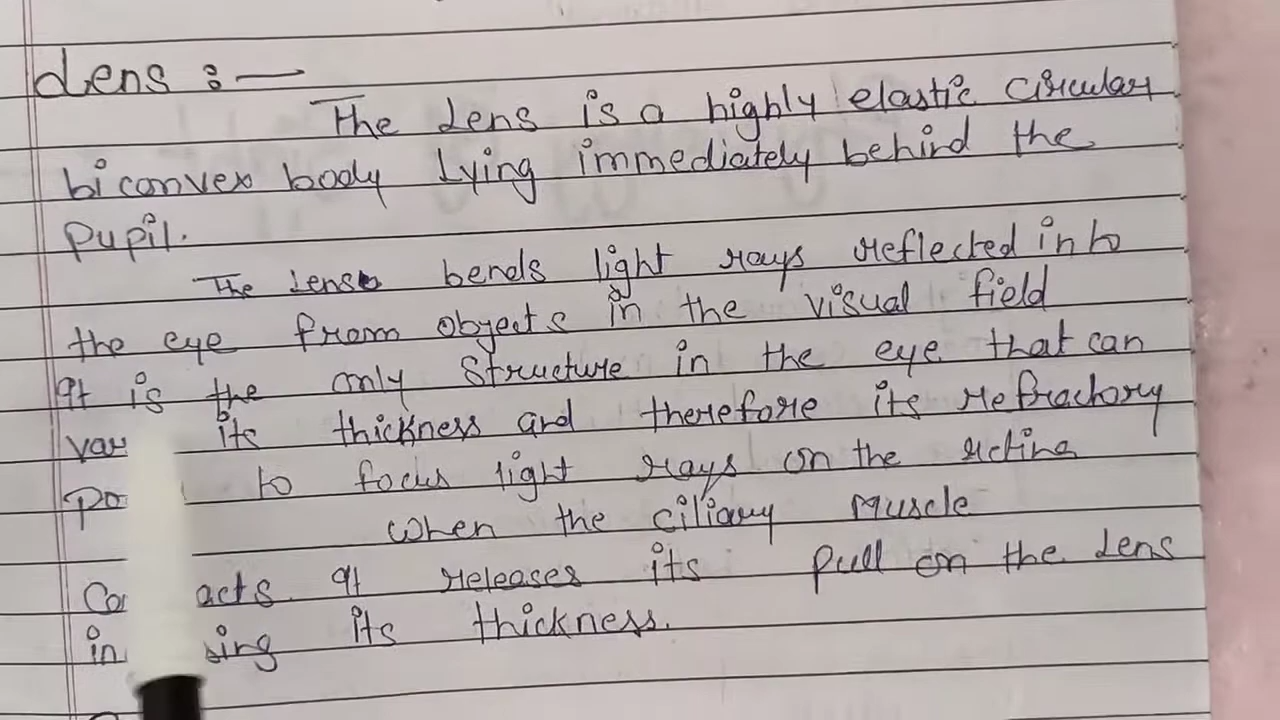 Lens :—
The Lens is a highly elastic circular
biconvex body Lying immediately behind the
Pupil.
The Lens bends light rays reflected into
the eye from objects in the visual field
It is the only structure in the eye that can
its thickness and therefore its refractory
to focus light rays on the retina
when the ciliary Muscle
It releases its pull on the Lens
its thickness.